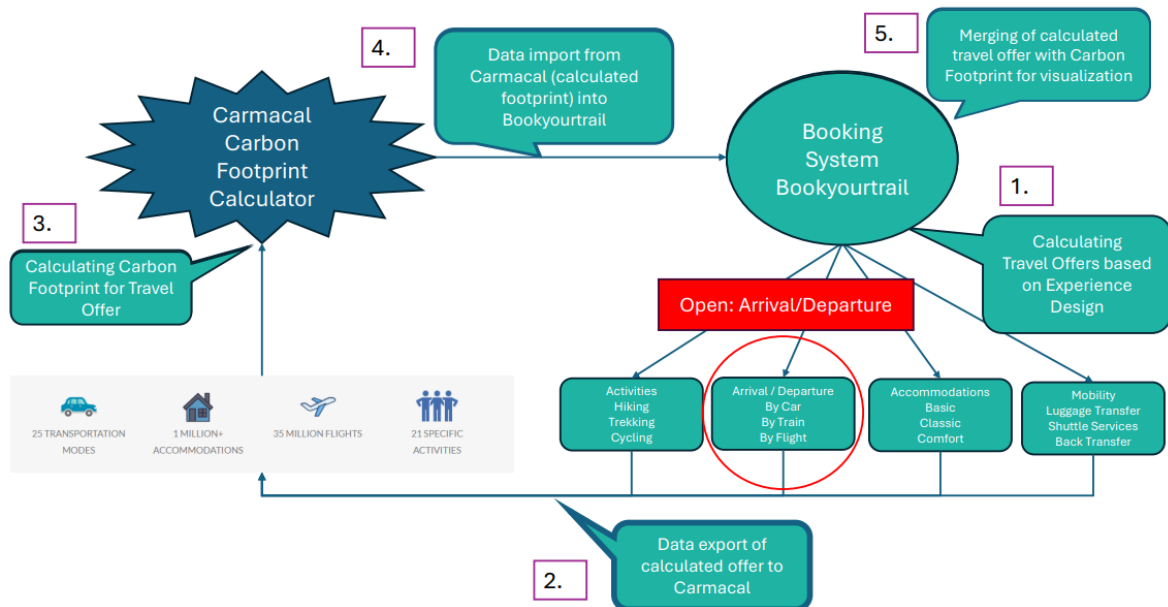 4.
Data import from
Carmacal (calculated
footprint) into
Bookyourtrail
5.
Merging of calculated
travel offer with Carbon
Footprint for visualization
Carmacal
Carbon
Footprint
Calculator
Booking
System
Bookyourtrail
1.
Calculating
Travel Offers based
on Experience
Design
3.
Calculating Carbon
Footprint for Travel
Offer
Open: Arrival/Departure
25 TRANSPORTATION
MODES
1 MILLION+
ACCOMMODATIONS
35 MILLION FLIGHTS
21 SPECIFIC
ACTIVITIES
Activities
Hiking
Trekking
Cycling
Arrival / Departure
By Car
By Train
By Flight
Accommodations
Basic
Classic
Comfort
Mobility
Luggage Transfer
Shuttle Services
Back Transfer
2.
Data export of
calculated offer to
Carmacal